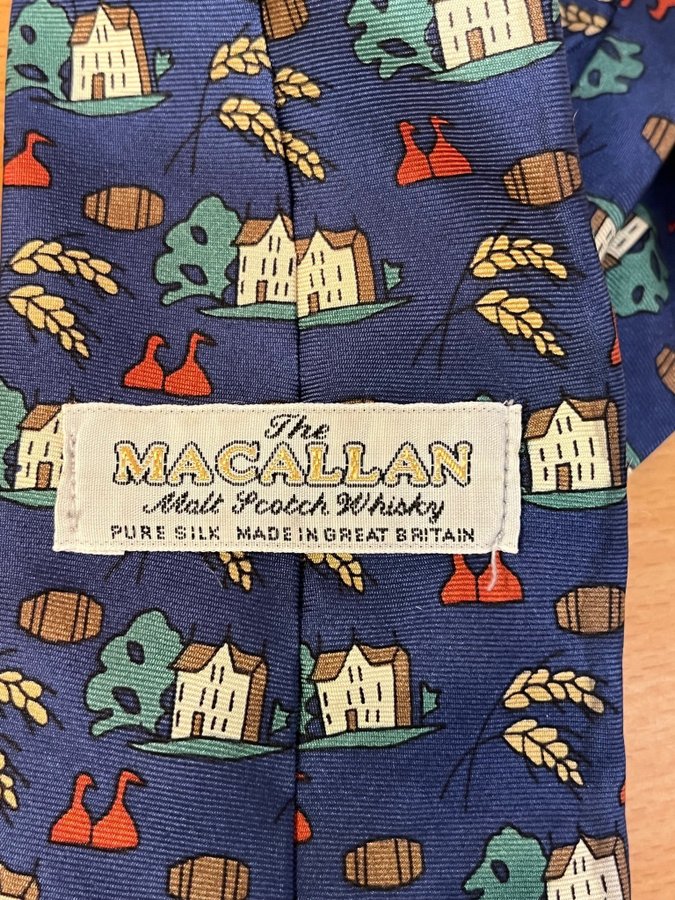 The
MACALLAN
Malt Scotch Whisky
PURE SILK MADE IN GREAT BRITAIN